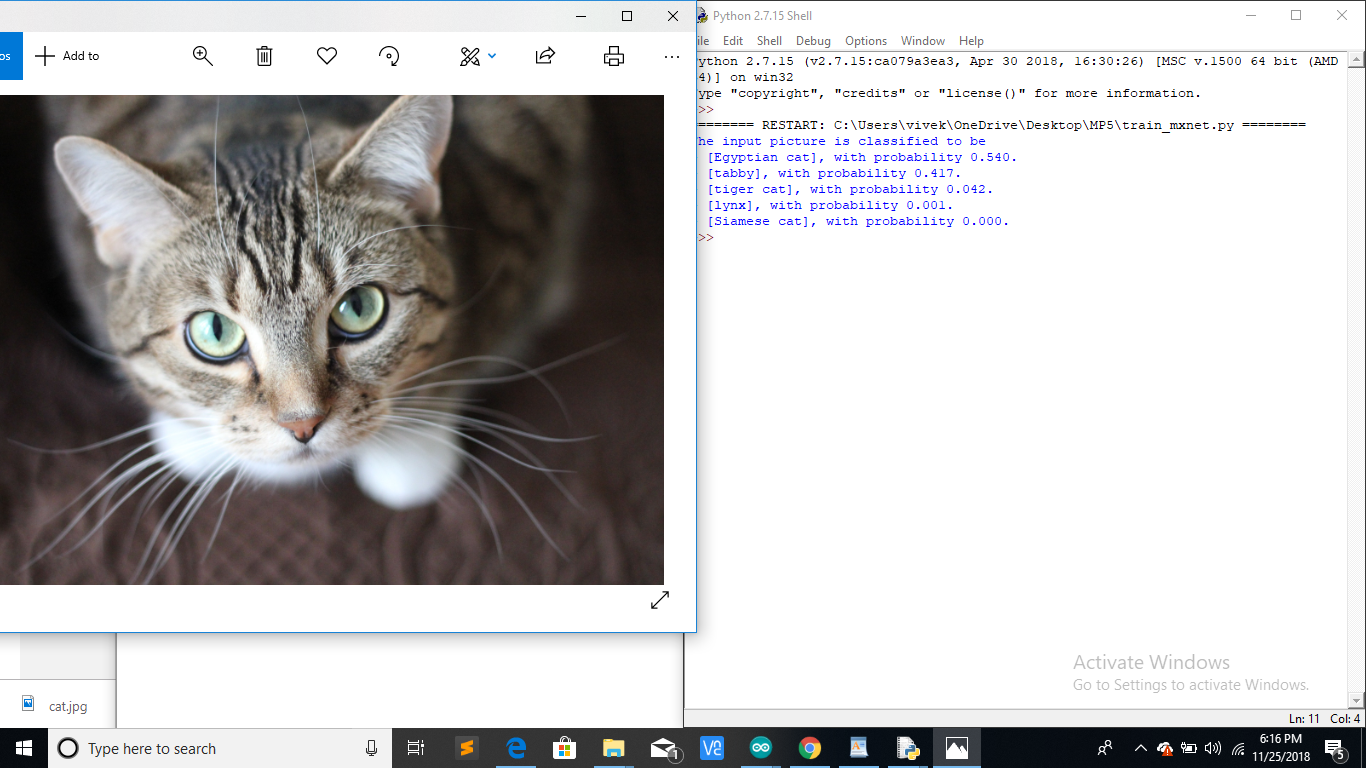 os
Add to
Python 2.7.15 Shell
ile Edit Shell Debug Options Window Help
ython 2.7.15 (v2.7.15:ca079a3ea3, Apr 30 2018, 16:30:26) [MSC v.1500 64 bit (AMD
4)] on win32
ype "copyright", "credits" or "license()" for more information.
>>
======= RESTART: C:\Users\vivek\OneDrive\Desktop\MP5\train_mxnet.py ========
he input picture is classified to be
[Egyptian cat], with probability 0.540.
[tabby], with probability 0.417.
[tiger cat], with probability 0.042.
[lynx], with probability 0.001.
[Siamese cat], with probability 0.000.
>>
Activate Windows
Go to Settings to activate Windows.
cat.jpg
Ln: 11 Col: 4
Type here to search
1
6:16 PM
11/25/2018
5